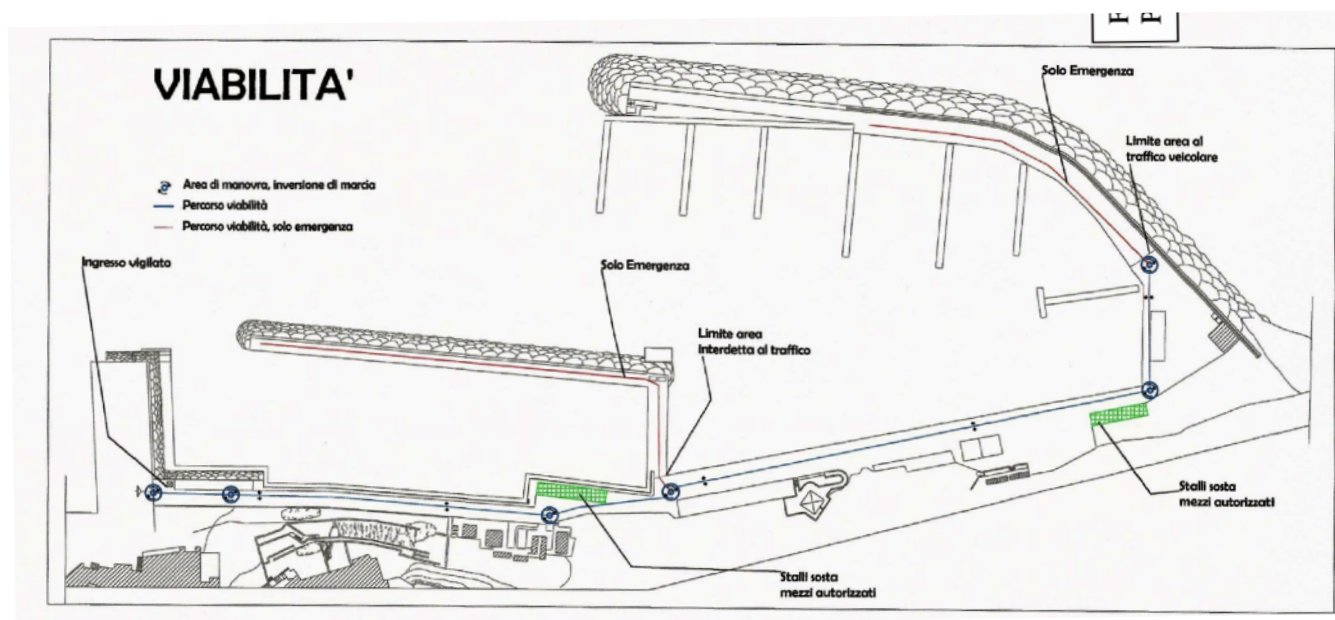 VIABILITA'
Area di manovra, inversione di marcia
Percorso viabilità
Percorso viabilità, solo emergenza
Ingresso vigilato
Solo Emergenza
Limite area
interdetta al traffico
Solo Emergenza
Limite area al
traffico veicolare
Stalli sosta
mezzi autorizzati
Stalli sosta
mezzi autorizzati